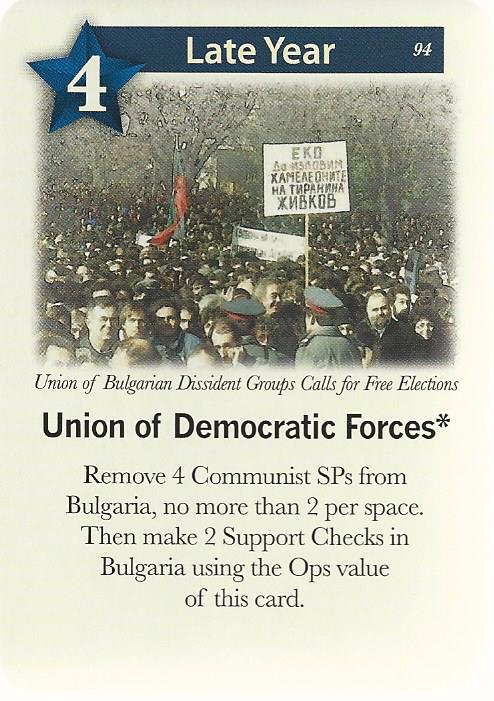 Late Year
94
4
ЕКО
ДА ИЗЛОВИМ
ХАМЕЛЕОНИТЕ
НА ТИРАНИНА
ЖИВКОВ
Union of Bulgarian Dissident Groups Calls for Free Elections
Union of Democratic Forces*
Remove 4 Communist SPs from
Bulgaria, no more than 2 per space.
Then make 2 Support Checks in
Bulgaria using the Ops value
of this card.